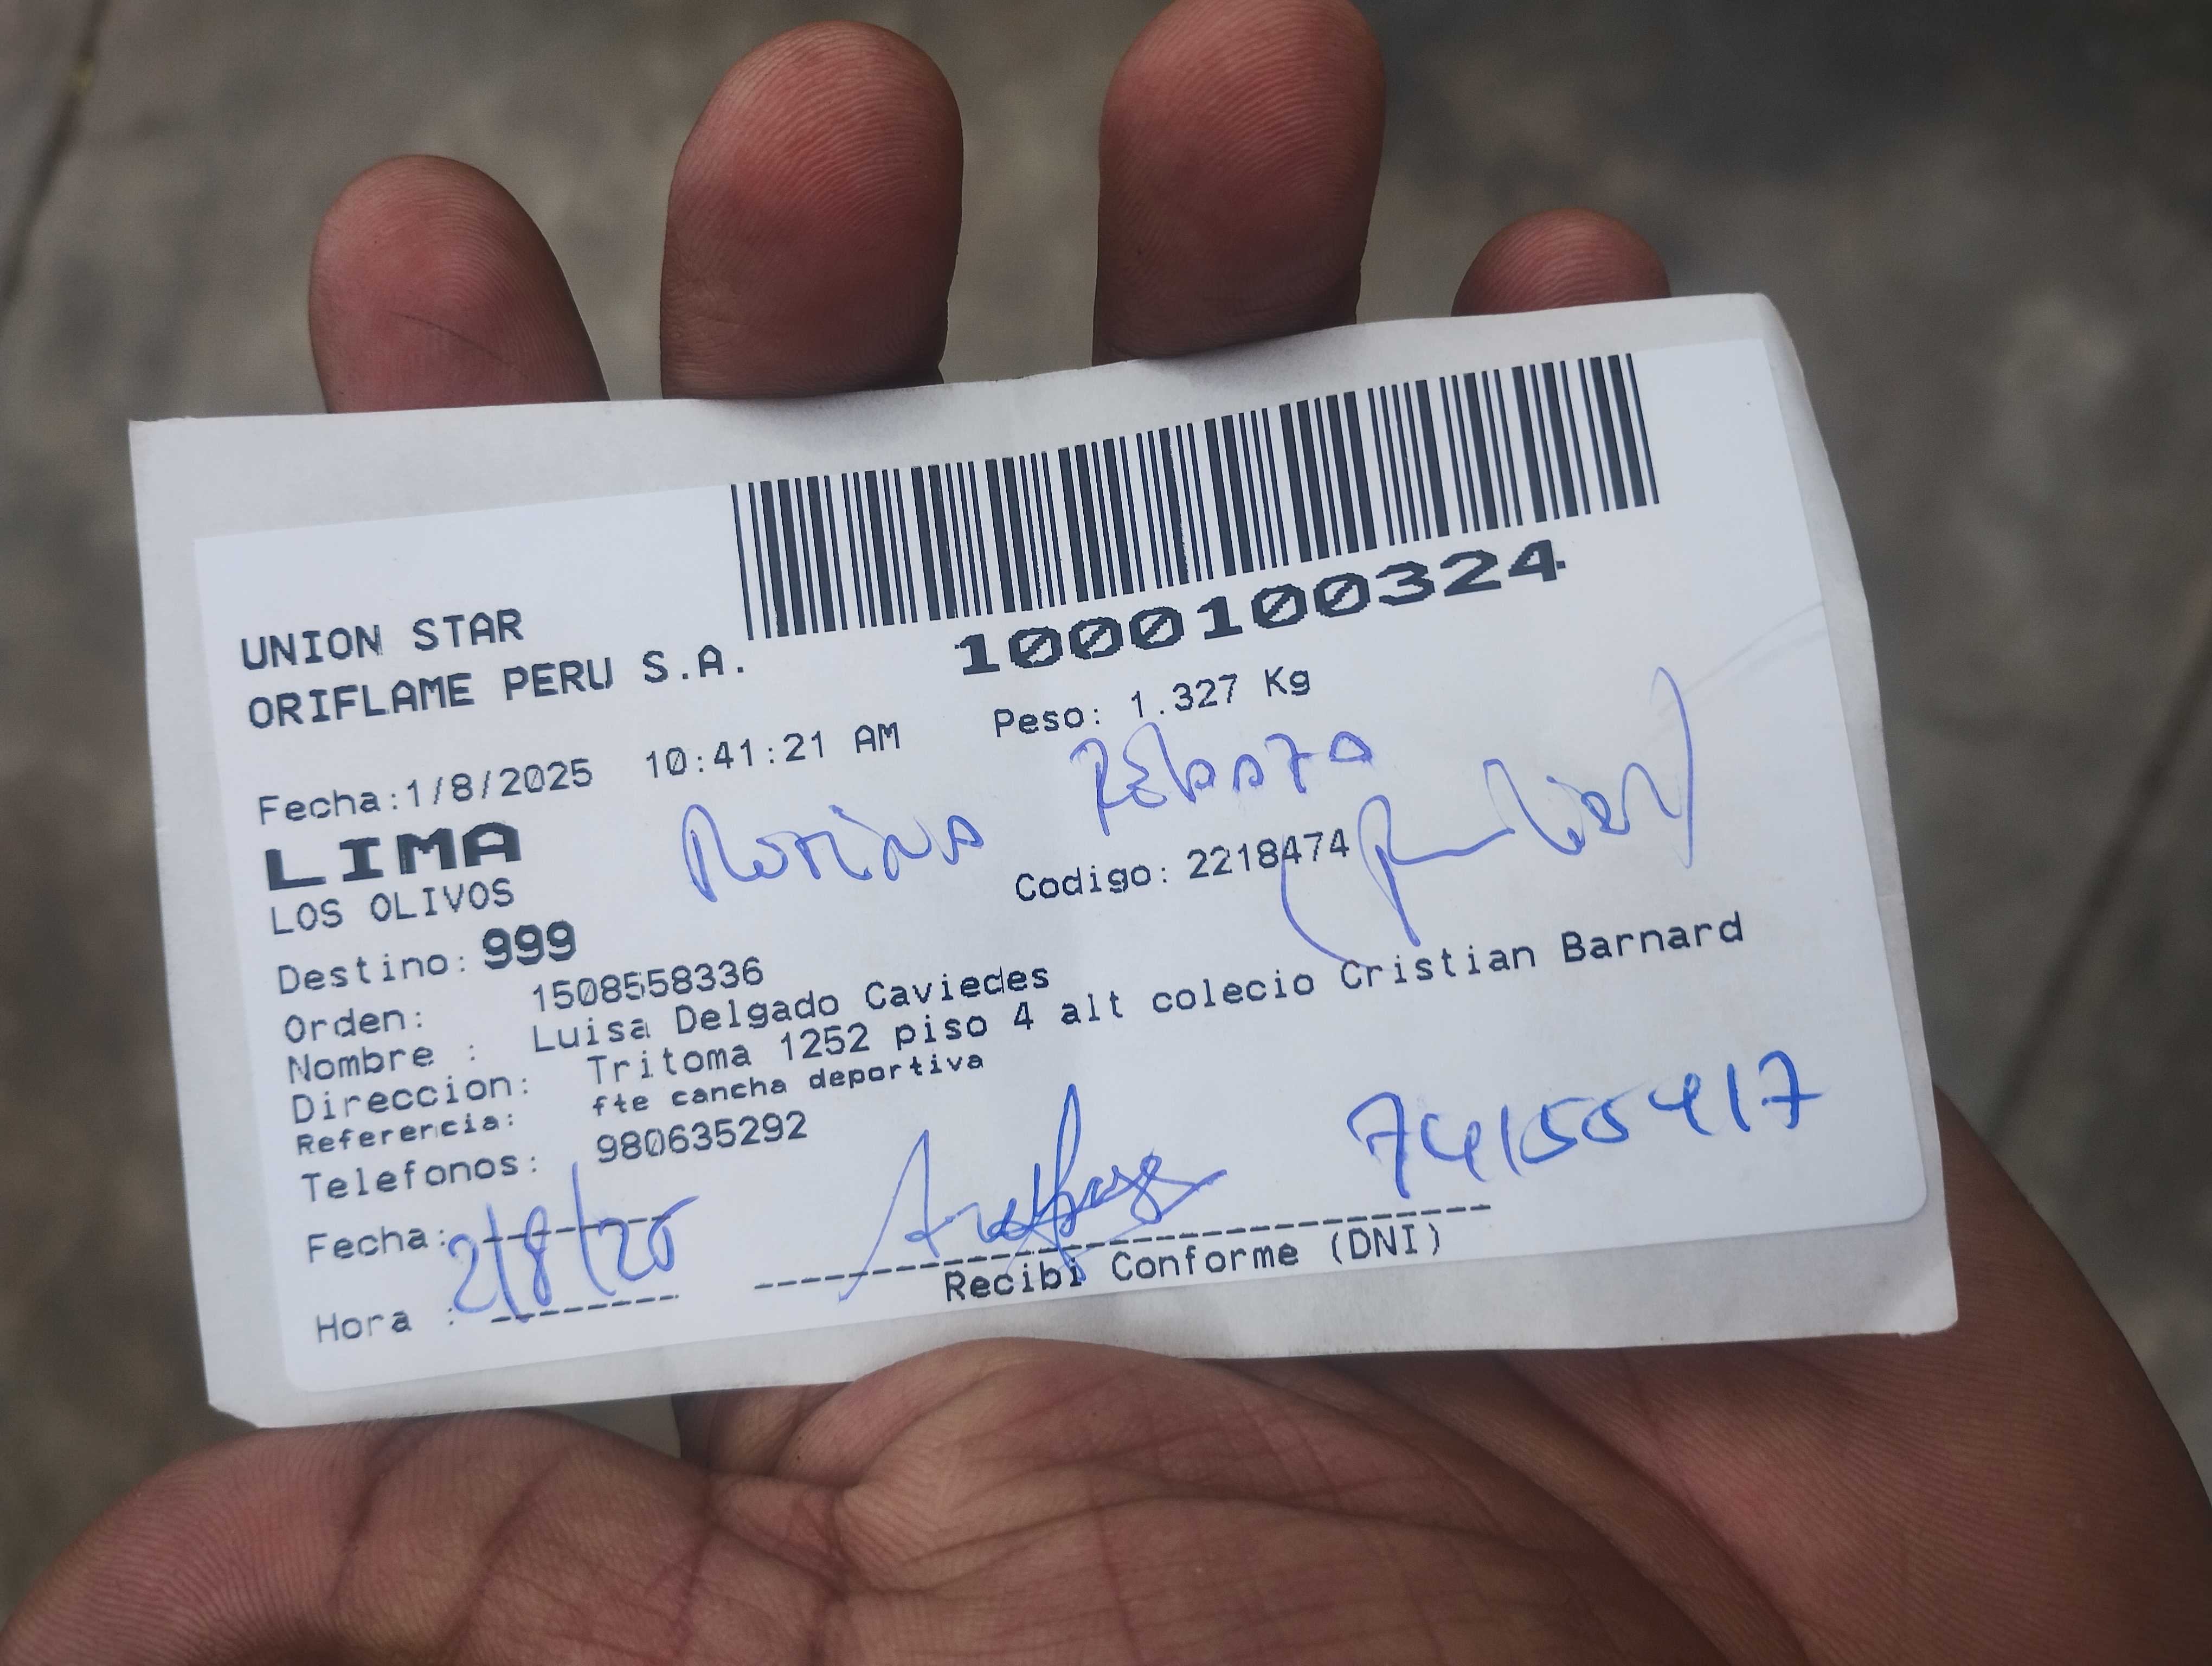 1000100324
UNION STAR
ORIFLAME PERU S.A.
Fecha:1/8/2025 10:41:21 AM Peso: 1.327 Kg
LIMA
LOS OLIVOS
Codigo: 2218474
Destino: 999
Orden: 1508558336
Nombre : Luisa Delgado Caviedes
Direccion: Tritoma 1252 piso 4 alt colecio Cristian Barnard
Referencia: fte cancha deportiva
Telefonos: 980635292
Fecha: 2/8/25
74155417
Hora :
Recibi Conforme (DNI)